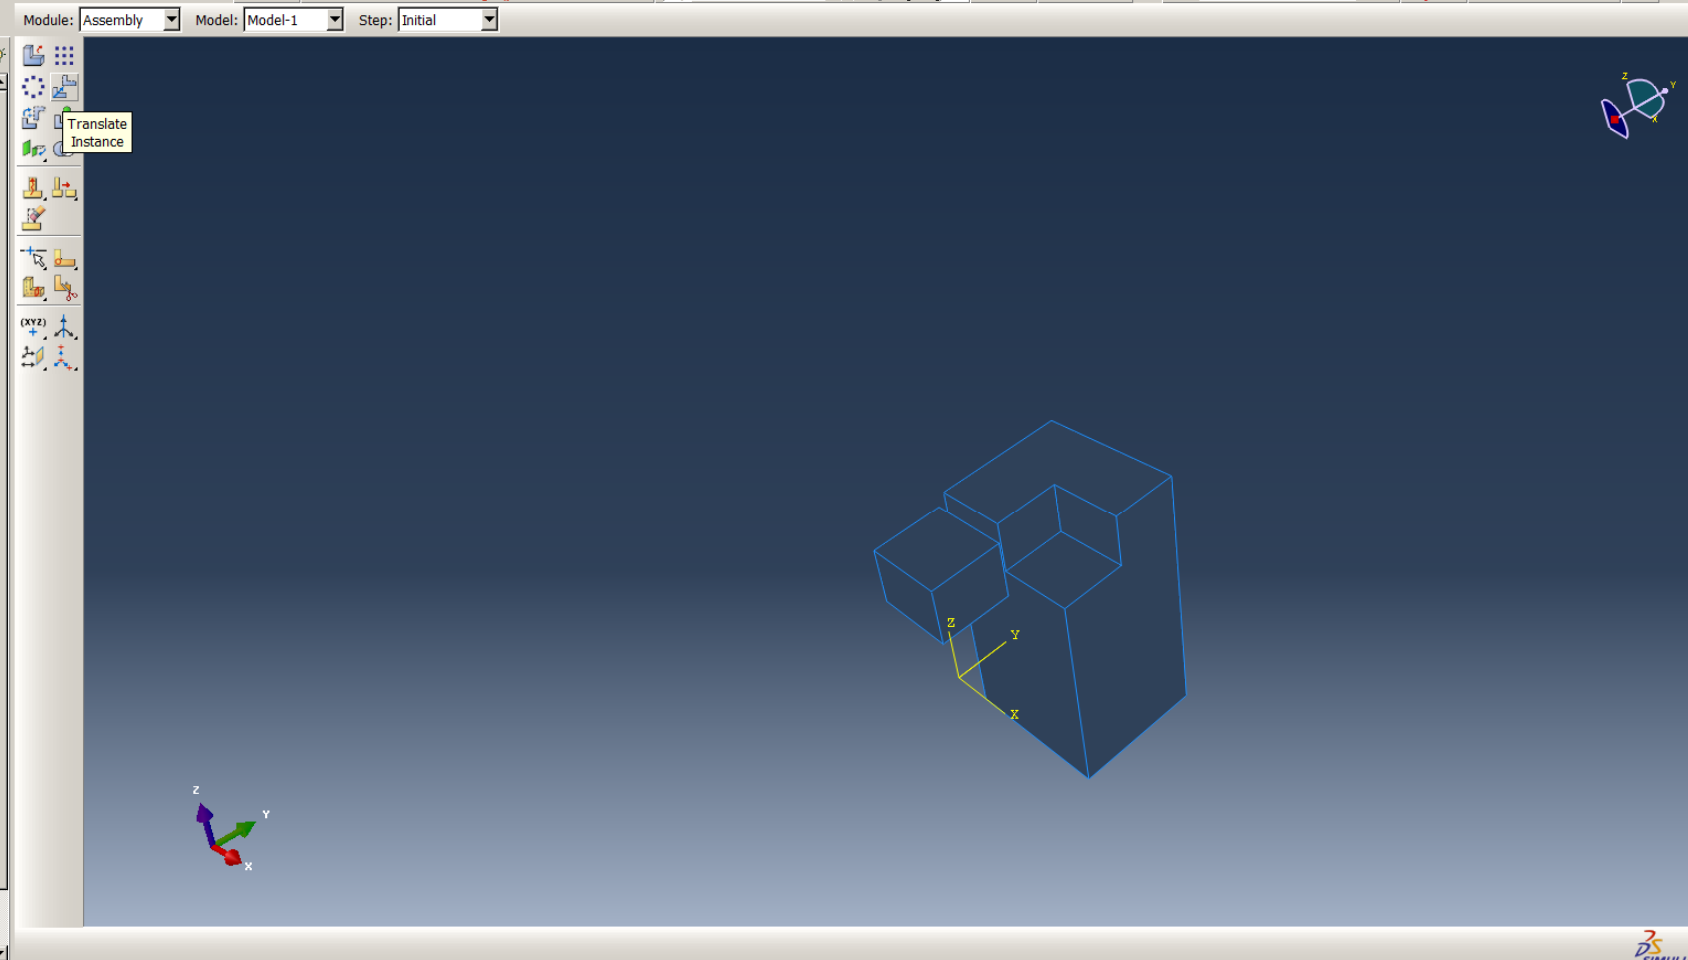 Module: Assembly Model: Model-1 Step: Initial
Translate
Instance
(XYZ)
Z
Y
X
Z
Y
X
Z
Y
X